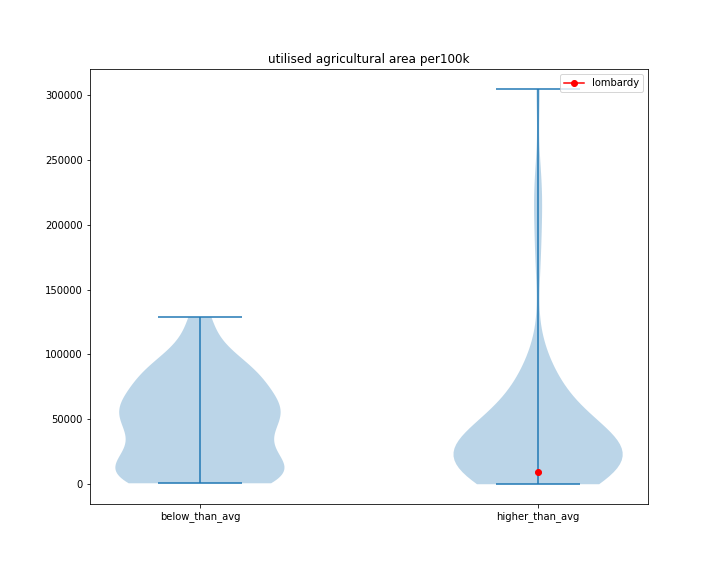 utilised agricultural area per100k
lombardy
300000
250000
200000
150000
100000
50000
0
below_than_avg
higher_than_avg